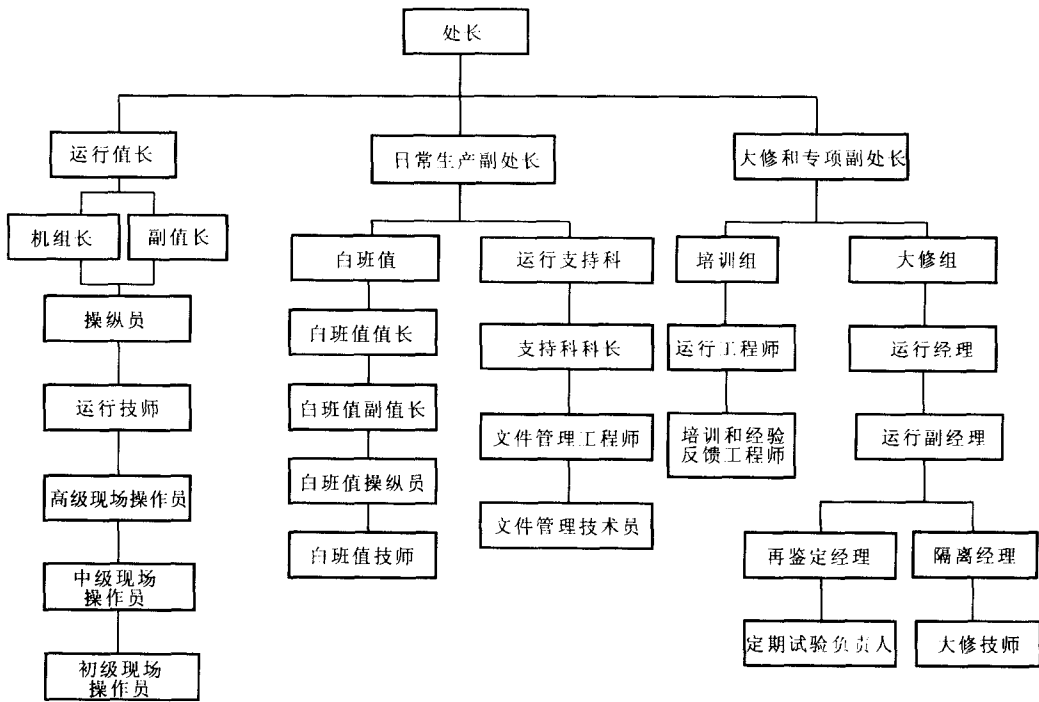 处长
运行值长
日常生产副处长
大修和专项副处长
机组长
副值长
白班值
运行支持科
培训组
大修组
操纵员
白班值值长
支持科科长
运行工程师
运行经理
运行技师
白班值副值长
文件管理工程师
培训和经验
反馈工程师
运行副经理
高级现场操作员
白班值操纵员
文件管理技术员
中级现场
操作员
白班值技师
再鉴定经理
隔离经理
初级现场
操作员
定期试验负责人
大修技师